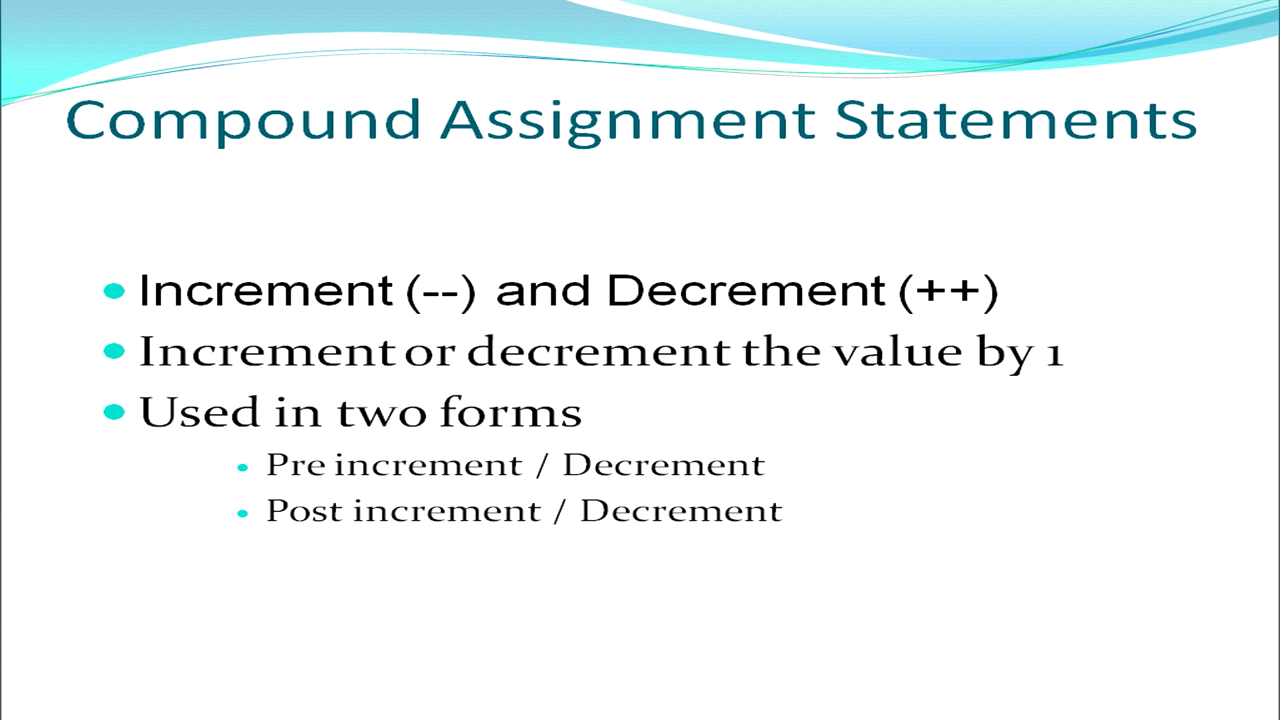 Compound Assignment Statements
Increment (--) and Decrement (++)
Increment or decrement the value by 1
Used in two forms
Pre increment / Decrement
Post increment / Decrement